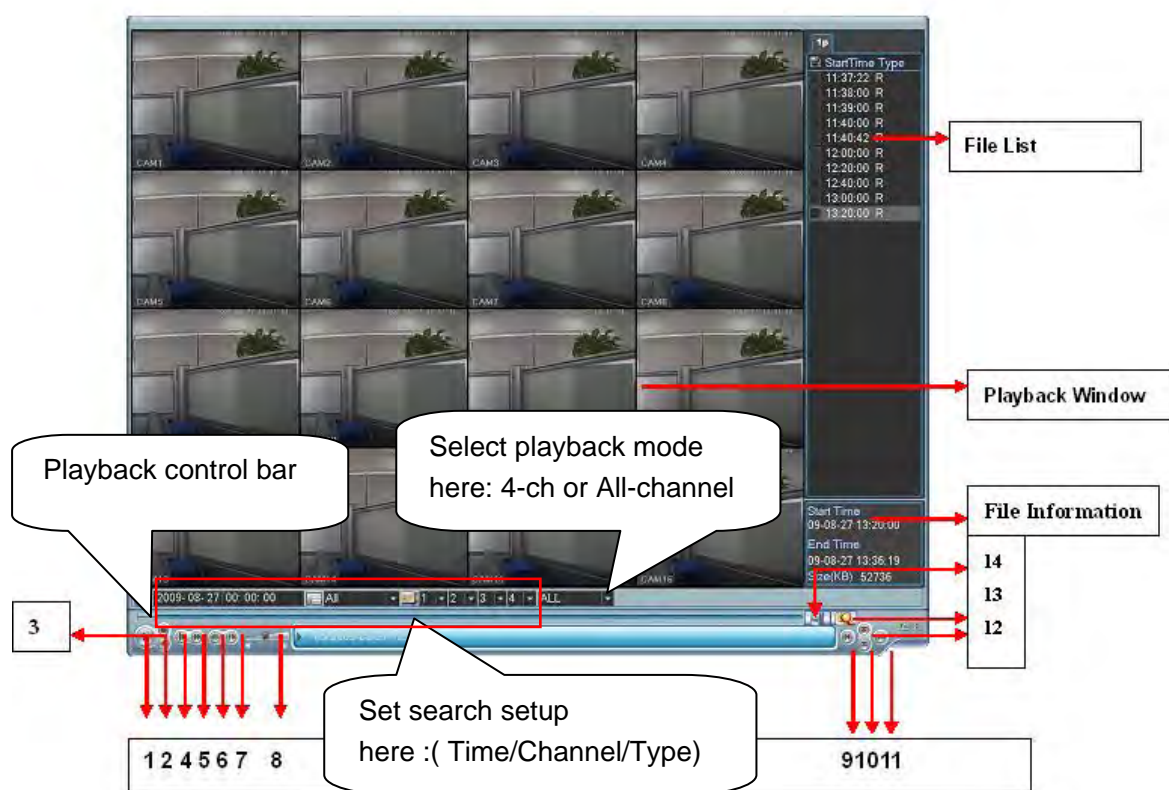 1p
StartTime Type
11:37:22 R
11:38:00 R
11:39:00 R
11:40:00 R
11:40:42 R
12:00:00 R
12:20:00 R
12:40:00 R
13:00:00 R
13:20:00 R
File List
CAM1 CAM2 CAM3 CAM4
CAM5 CAM6 CAM7 CAM8
Playback Window
Playback control bar
Select playback mode
here: 4-ch or All-channel
Start Time
09-08-27 13:20:00
End Time
09-08-27 13:36:19
Size(KB) 52736
File Information
14
13
12
CAM16
2009-08-27 00:00:00 All 1 2 3 4 ALL
3
Set search setup
here :( Time/Channel/Type)
1 2 4 5 6 7 8
91011